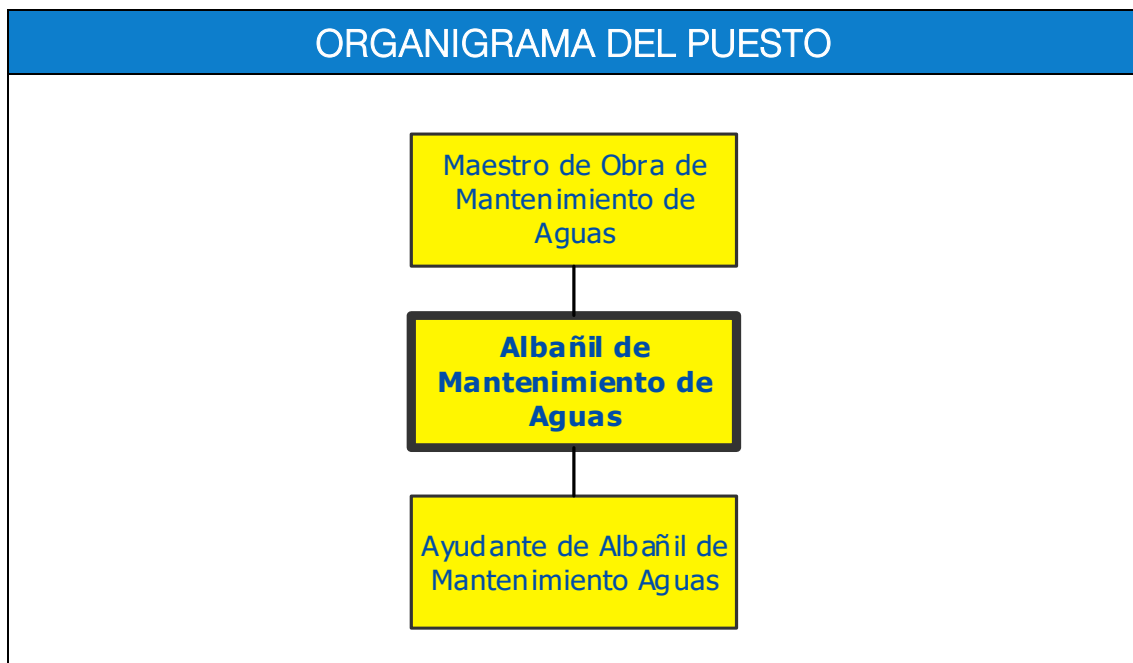 ORGANIGRAMA DEL PUESTO
Maestro de Obra de
Mantenimiento de
Aguas
Albañil de
Mantenimiento de
Aguas
Ayudante de Albañil de
Mantenimiento Aguas